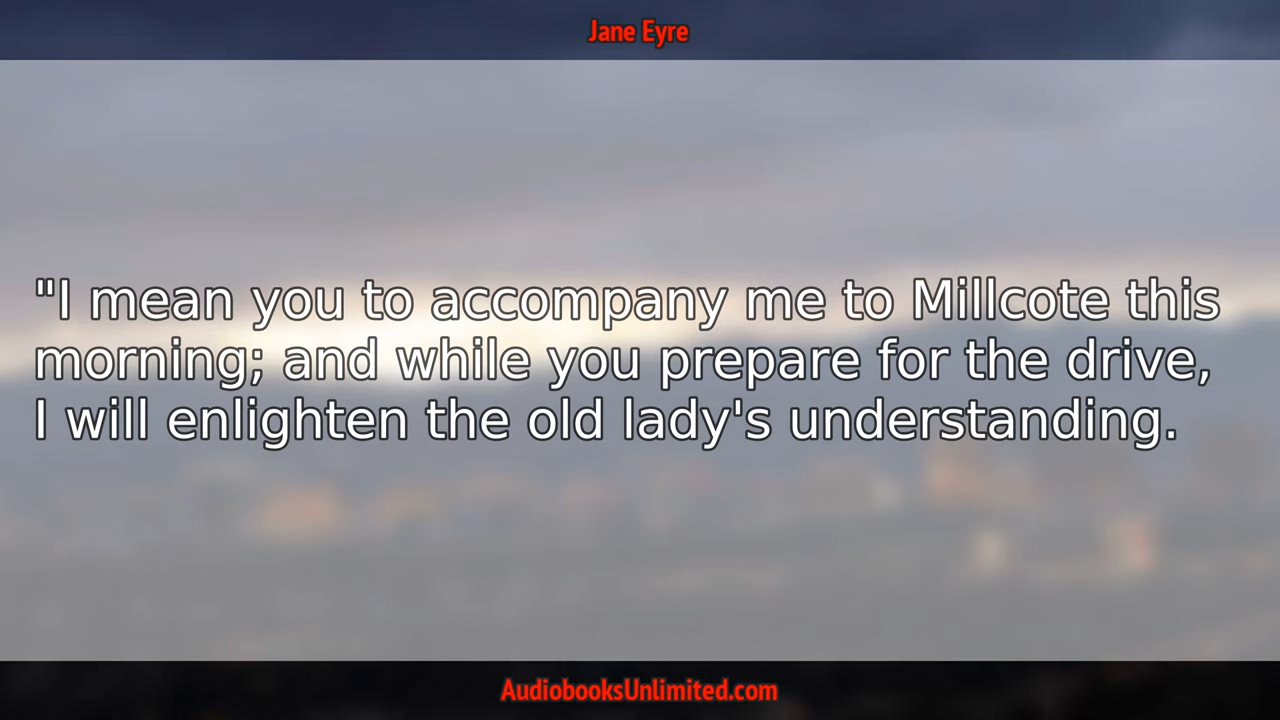 Jane Eyre
"I mean you to accompany me to Millcote this
morning; and while you prepare for the drive,
I will enlighten the old lady's understanding.
AudiobooksUnlimited.com